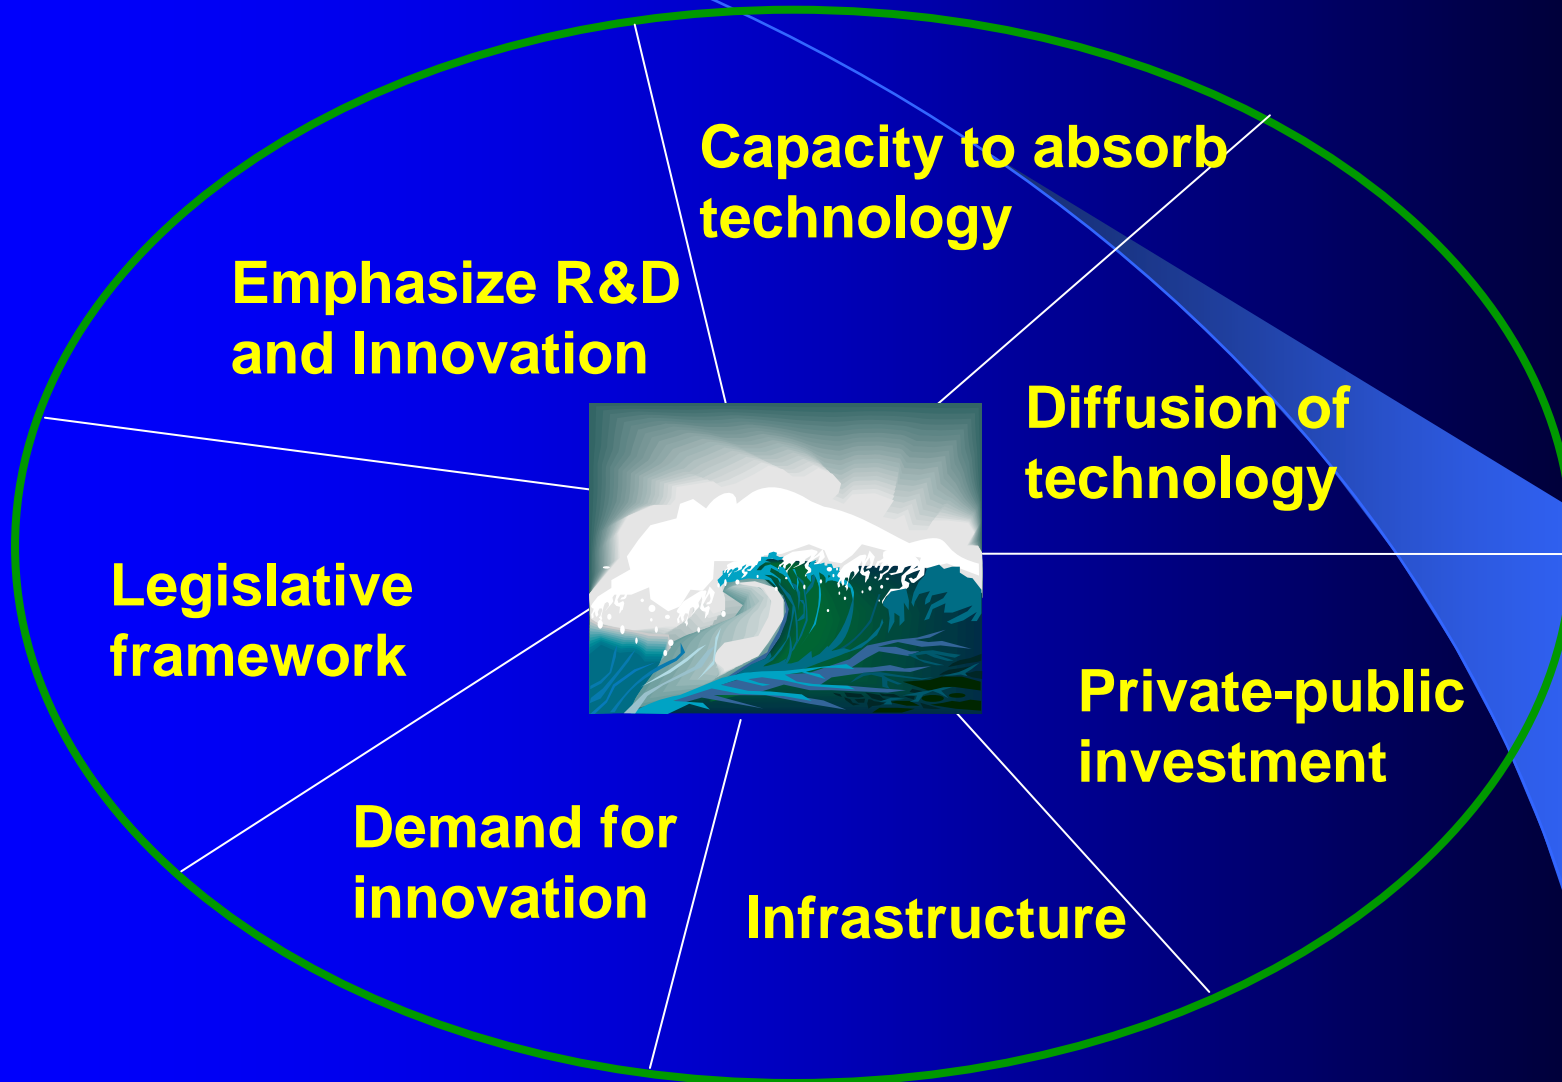 Capacity to absorb
technology
Emphasize R&D
and Innovation
Diffusion of
technology
Legislative
framework
Private-public
investment
Demand for
innovation
Infrastructure